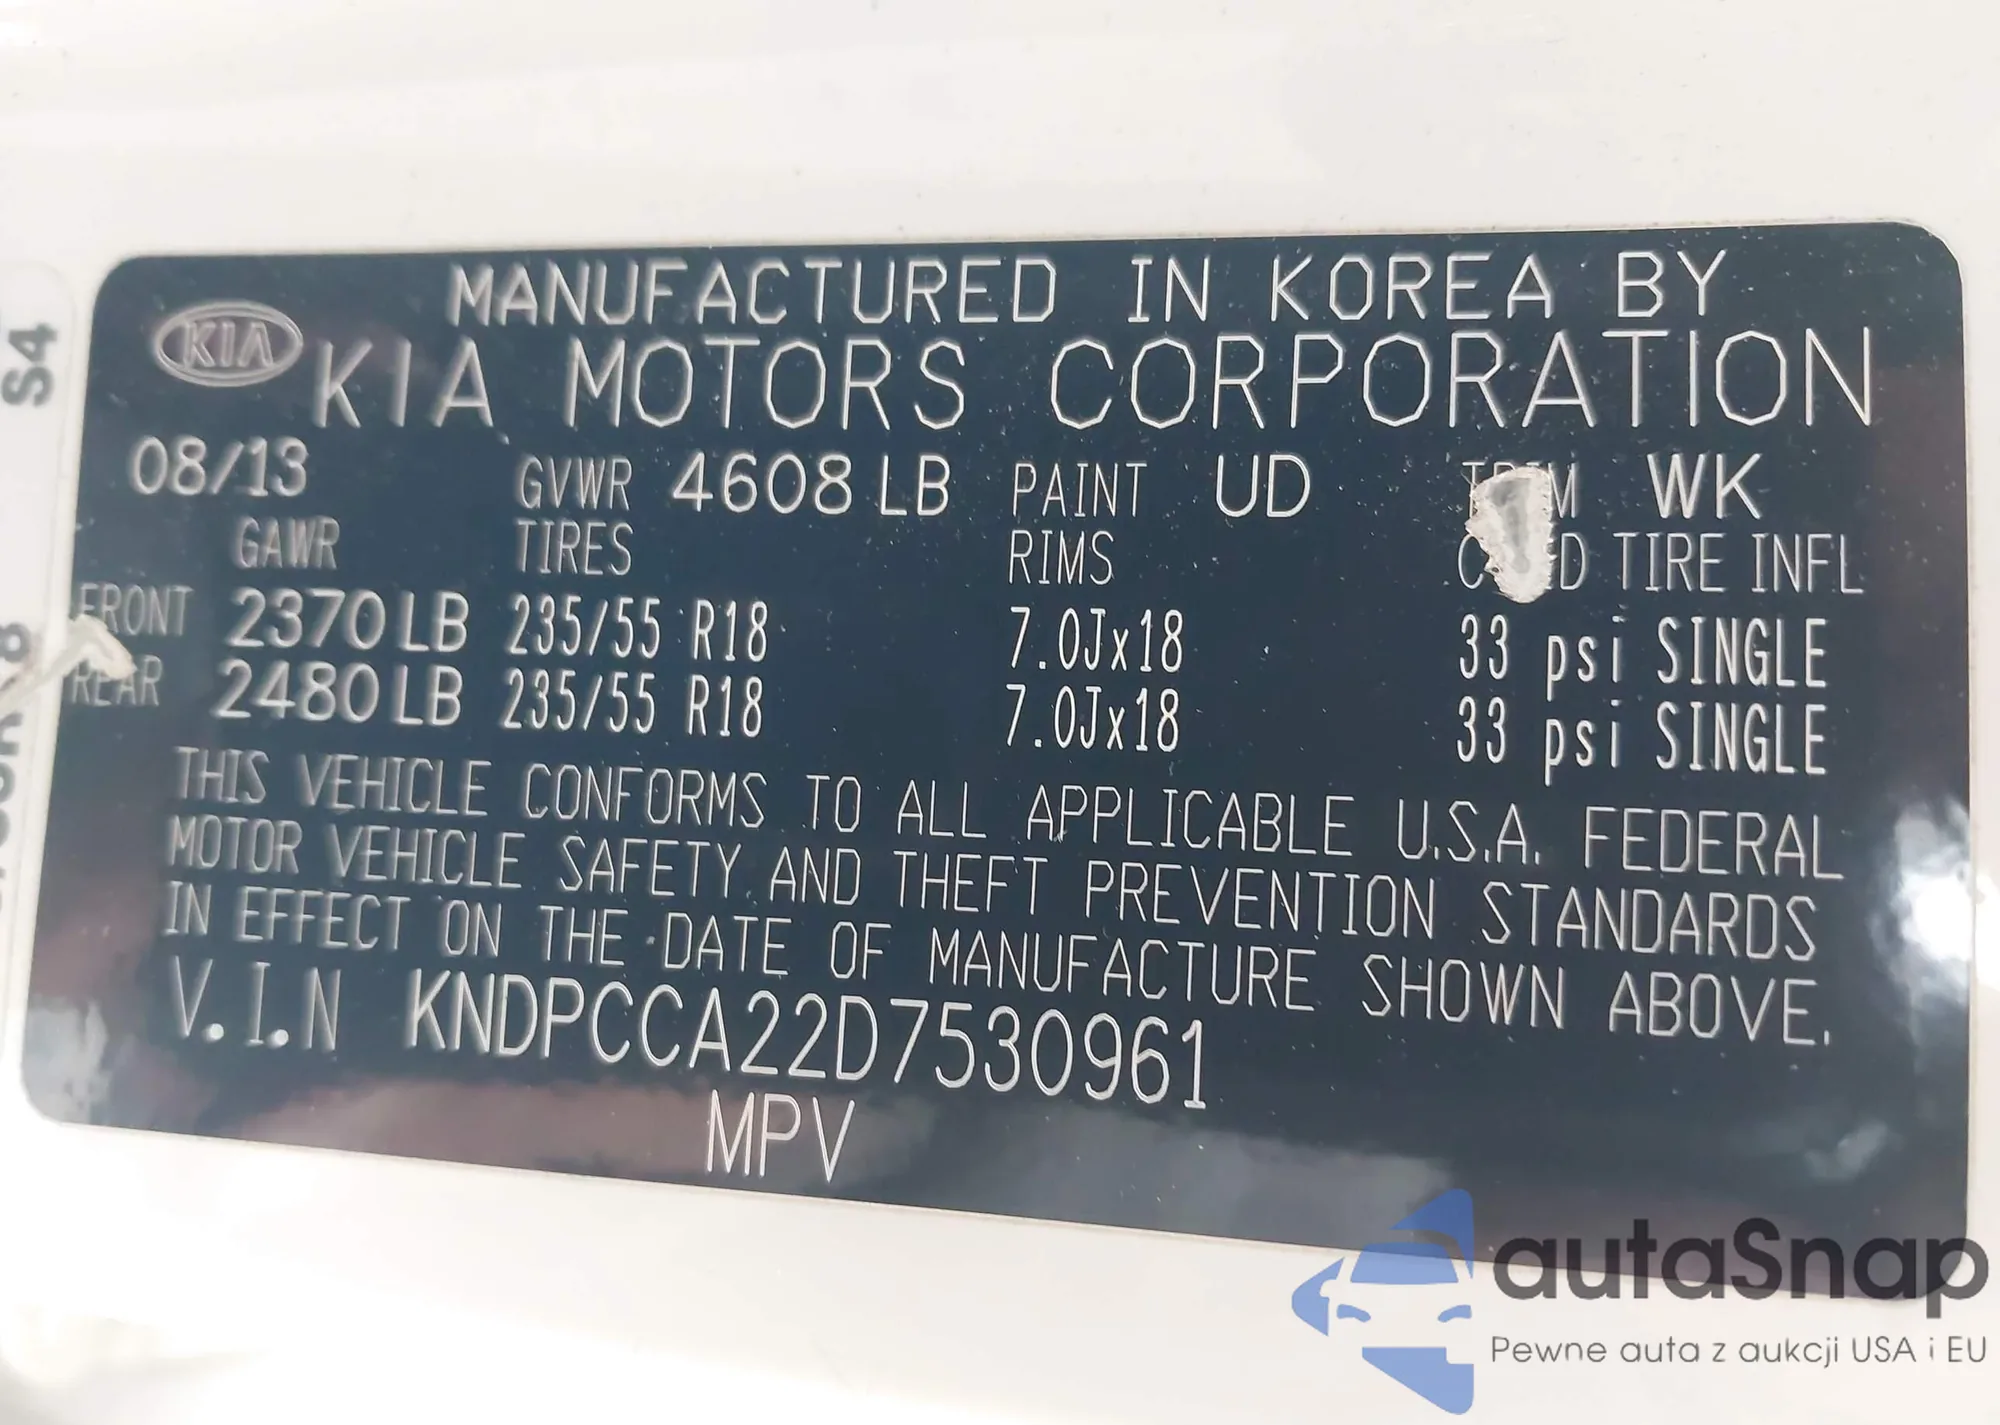 MANUFACTURED IN KOREA BY
KIA KIA MOTORS CORPORATION
08/13 GVWR 4608 LB PAINT UD WK
GAWR TIRES RIMS TIRE INFL
FRONT 2370 LB 235/55 R18 7.0Jx18 33 psi SINGLE
REAR 2480 LB 235/55 R18 7.0Jx18 33 psi SINGLE
THIS VEHICLE CONFORMS TO ALL APPLICABLE U.S.A. FEDERAL
MOTOR VEHICLE SAFETY AND THEFT PREVENTION STANDARDS
IN EFFECT ON THE DATE OF MANUFACTURE SHOWN ABOVE.
V.I.N KNDPCCA22D7530961
MPV
S4
autaSnap
Pewne auta z aukcji USA i EU